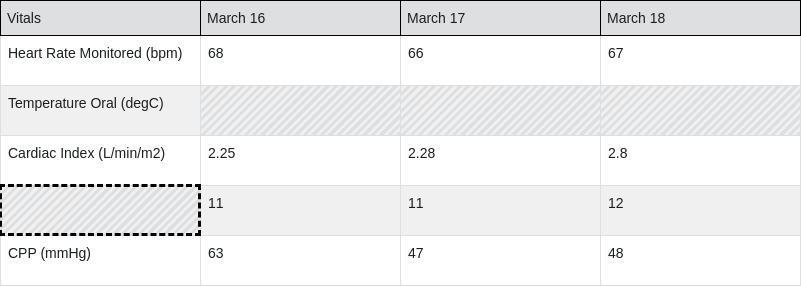 Vitals March 16 March 17 March 18
Heart Rate Monitored (bpm) 68 66 67
Temperature Oral (degC)
Cardiac Index (L/min/m2) 2.25 2.28 2.8
11 11 12
CPP (mmHg) 63 47 48